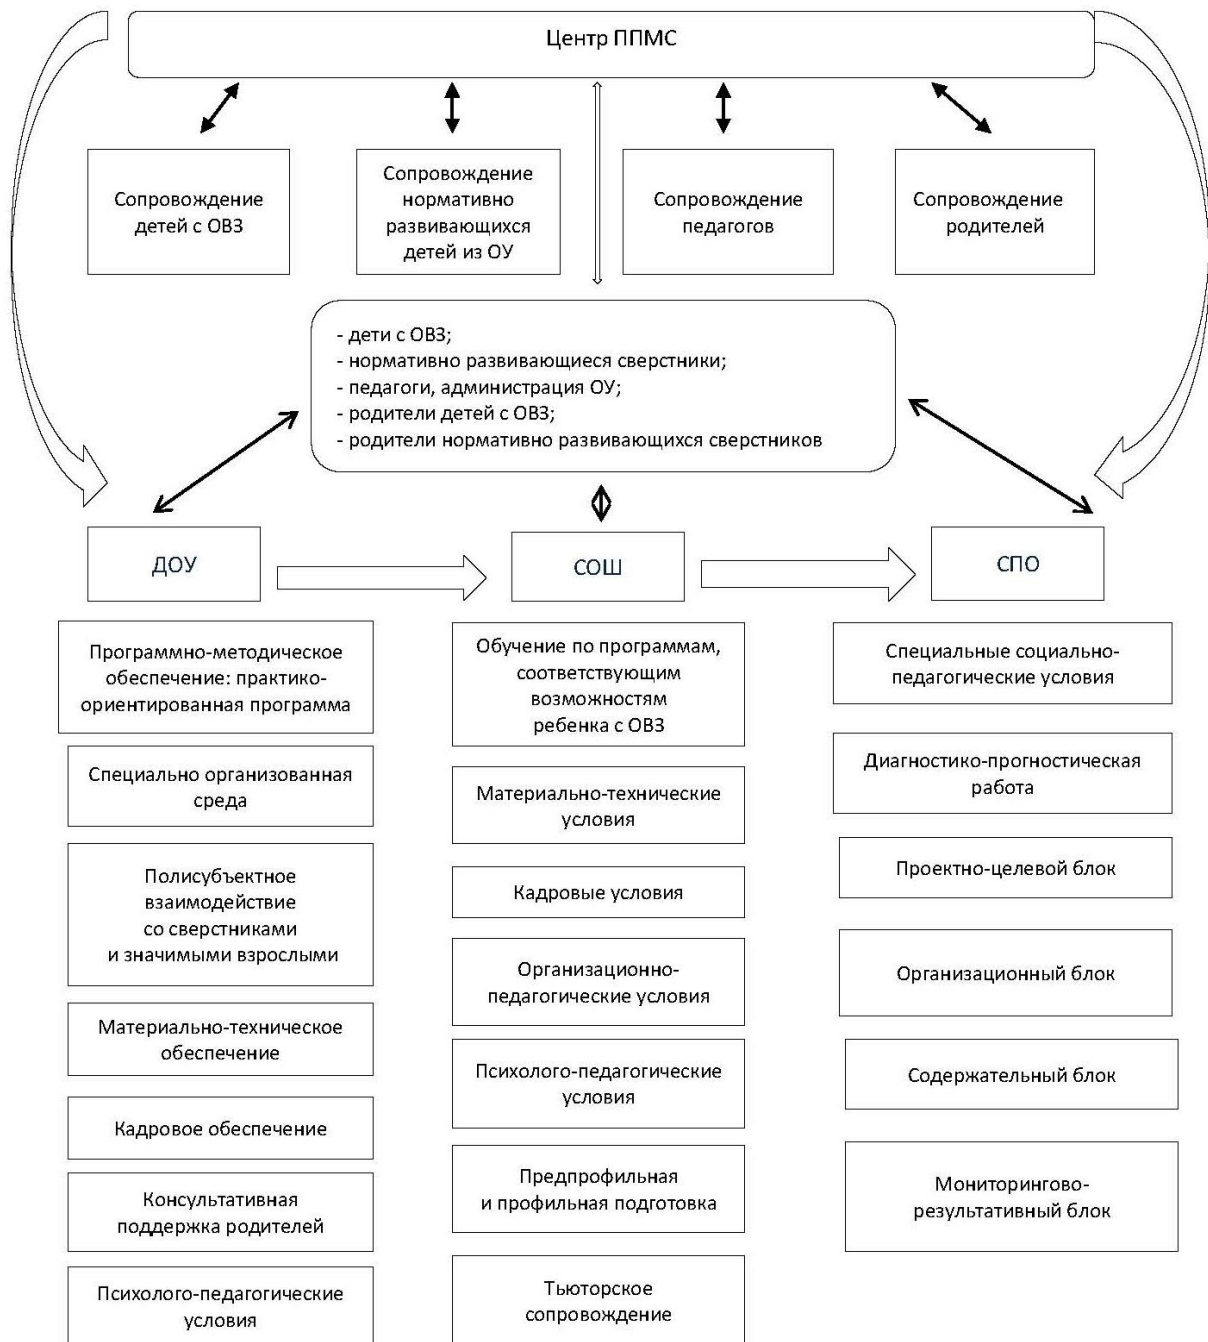 Центр ППМС
Сопровождение
детей с ОВЗ
Сопровождение
нормативно
развивающихся
детей из ОУ
Сопровождение
педагогов
Сопровождение
родителей
- дети с ОВЗ;
- нормативно развивающиеся сверстники;
- педагоги, администрация ОУ;
- родители детей с ОВЗ;
- родители нормативно развивающихся сверстников
ДОУ
СОШ
СПО
Программно-методическое
обеспечение: практико-
ориентированная программа
Специально организованная
среда
Полисубъектное
взаимодействие
со сверстниками
и значимыми взрослыми
Материально-техническое
обеспечение
Кадровое обеспечение
Консультативная
поддержка родителей
Психолого-педагогические
условия
Обучение по программам,
соответствующим
возможностям
ребенка с ОВЗ
Материально-технические
условия
Кадровые условия
Организационно-
педагогические условия
Психолого-педагогические
условия
Предпрофильная
и профильная подготовка
Тьюторское
сопровождение
Специальные социально-
педагогические условия
Диагностико-прогностическая
работа
Проектно-целевой блок
Организационный блок
Содержательный блок
Мониторингово-
результативный блок